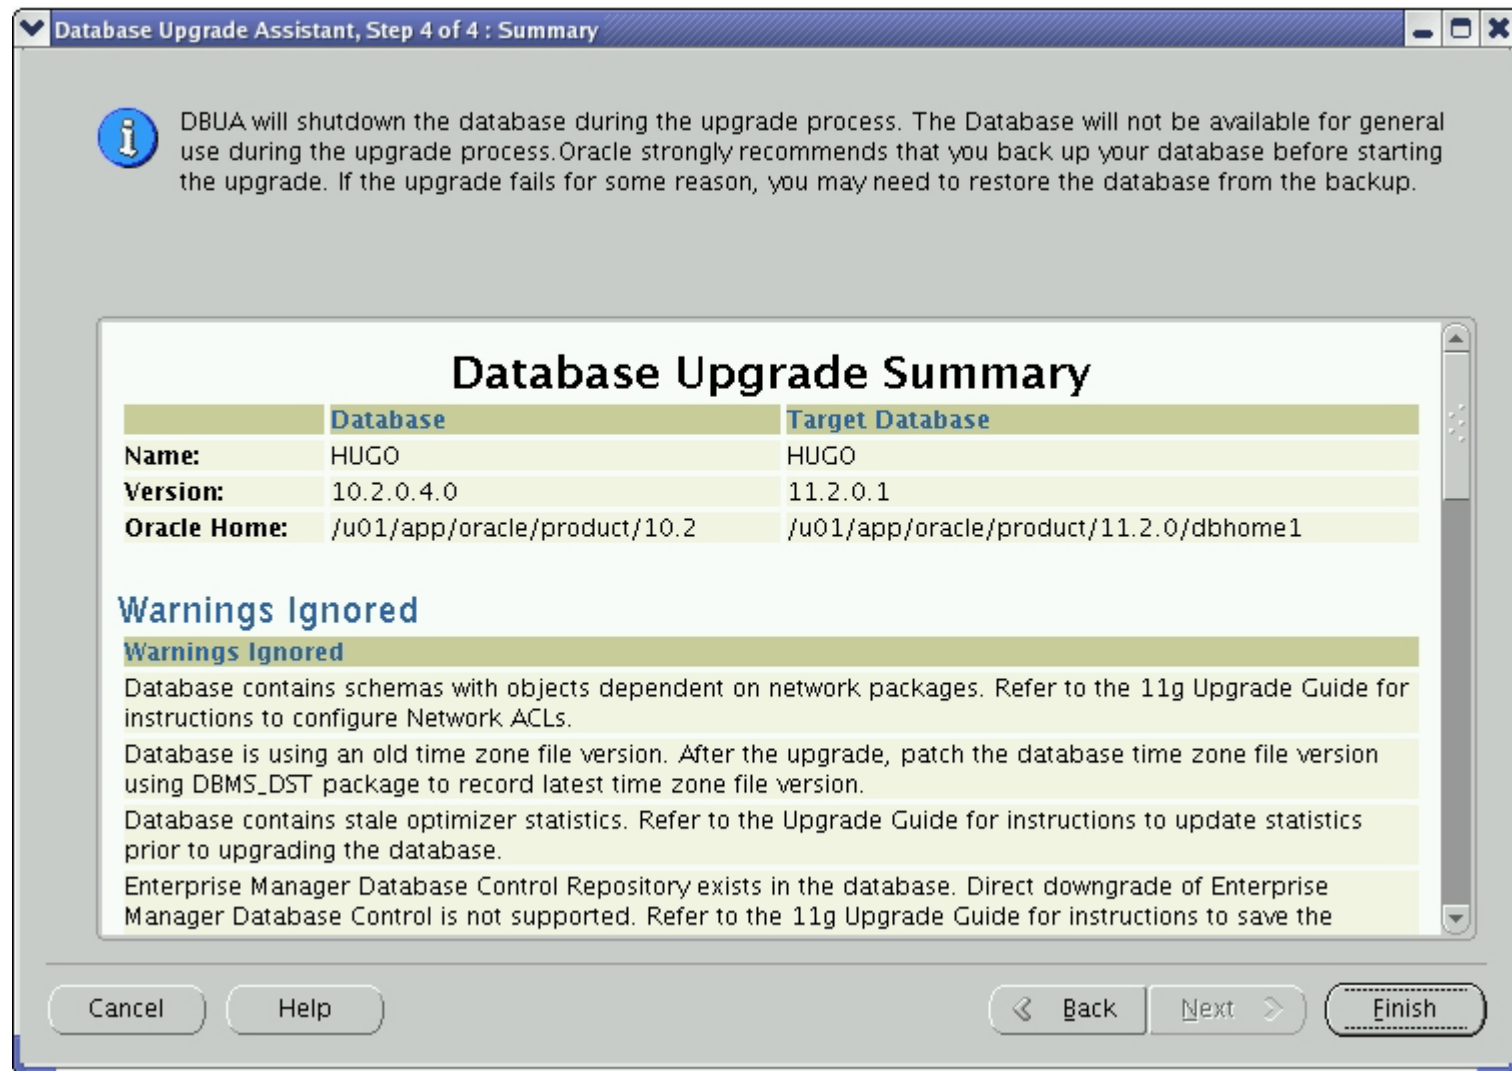 Database Upgrade Assistant, Step 4 of 4 : Summary
DBUA will shutdown the database during the upgrade process. The Database will not be available for general
use during the upgrade process.Oracle strongly recommends that you back up your database before starting
the upgrade. If the upgrade fails for some reason, you may need to restore the database from the backup.
Database Upgrade Summary
Database Target Database
Name: HUGO HUGO
Version: 10.2.0.4.0 11.2.0.1
Oracle Home: /u01/app/oracle/product/10.2 /u01/app/oracle/product/11.2.0/dbhome1
Warnings Ignored
Warnings Ignored
Database contains schemas with objects dependent on network packages. Refer to the 11g Upgrade Guide for
instructions to configure Network ACLs.
Database is using an old time zone file version. After the upgrade, patch the database time zone file version
using DBMS_DST package to record latest time zone file version.
Database contains stale optimizer statistics. Refer to the Upgrade Guide for instructions to update statistics
prior to upgrading the database.
Enterprise Manager Database Control Repository exists in the database. Direct downgrade of Enterprise
Manager Database Control is not supported. Refer to the 11g Upgrade Guide for instructions to save the
Cancel Help Back Next Finish